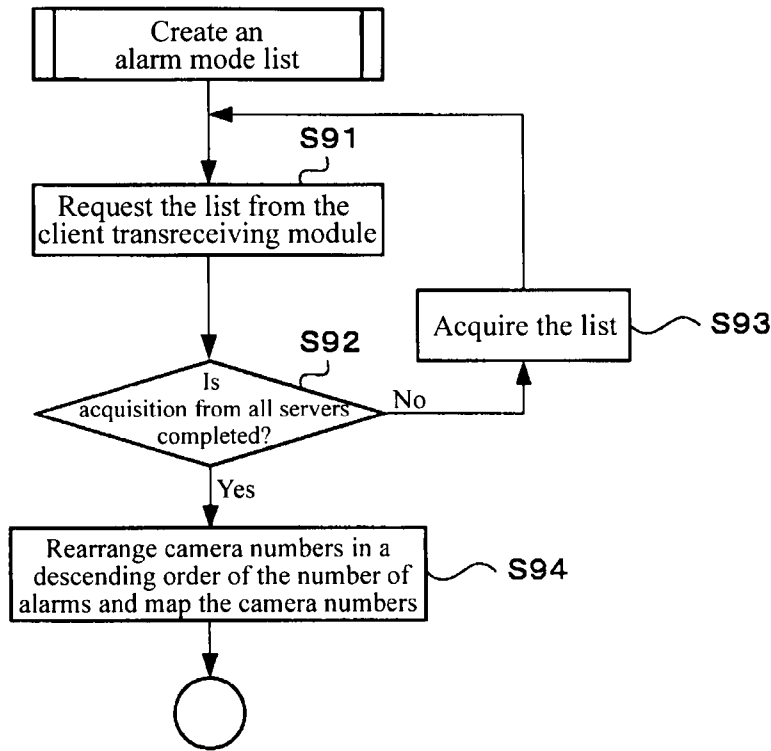 Create an
alarm mode list
S91
Request the list from the
client transreceiving module
Acquire the list
S93
S92
Is
acquisition from all servers
completed?
No
Yes
Rearrange camera numbers in a
descending order of the number of
alarms and map the camera numbers
S94